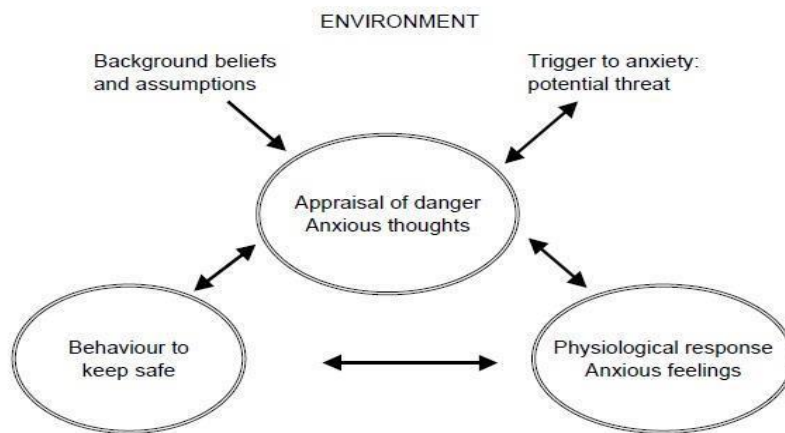 ENVIRONMENT
Background beliefs
and assumptions
Trigger to anxiety:
potential threat
Appraisal of danger
Anxious thoughts
Behaviour to
keep safe
Physiological response
Anxious feelings